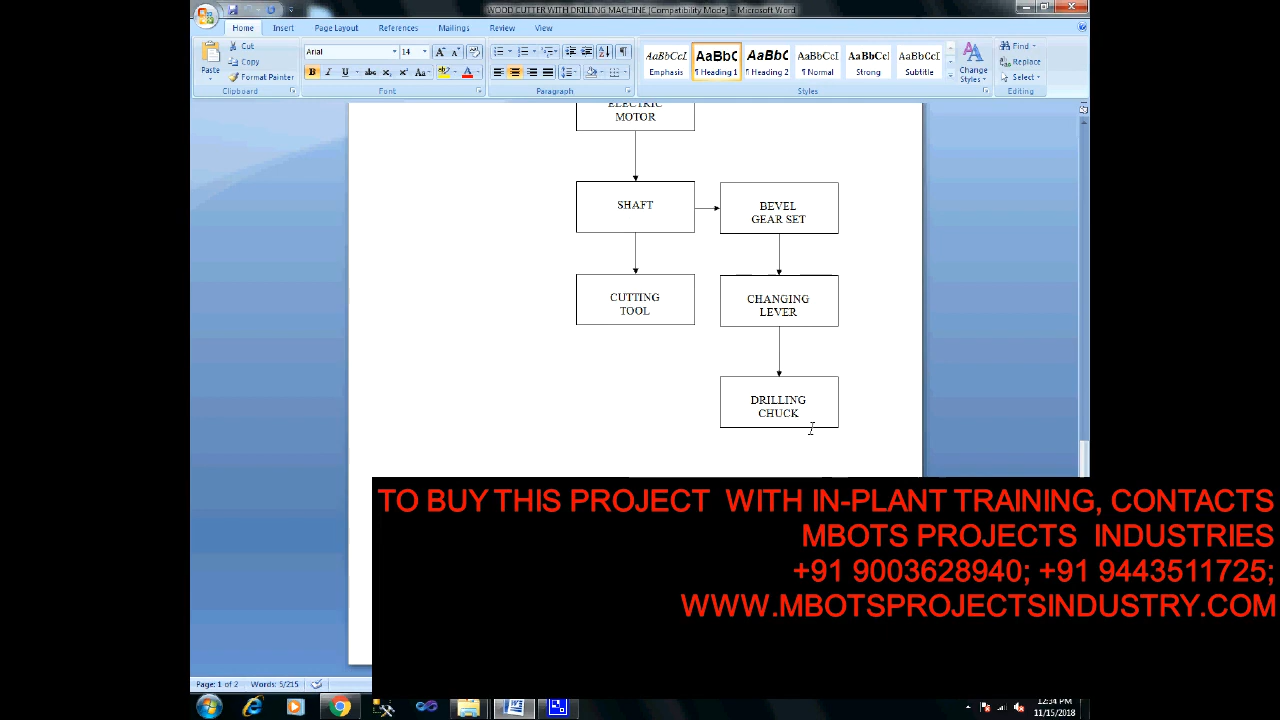 WOOD CUTTER WITH DRILLING MACHINE [Compatibility Mode] - Microsoft Word
Home Insert Page Layout References Mailings Review View
Paste
Cut
Copy
Format Painter
Clipboard
Arial 14
Font
Paragraph
AaBbCcI AaBbC AaBbC AaBbCcI AaBbCcI AaBbCcI
Emphasis ¶ Heading 1 ¶ Heading 2 ¶ Normal Strong Subtitle
Change
Styles
Styles
Find
Replace
Select
Editing
ELECTRIC
MOTOR
SHAFT
BEVEL
GEAR SET
CUTTING
TOOL
CHANGING
LEVER
DRILLING
CHUCK
TO BUY THIS PROJECT WITH IN-PLANT TRAINING, CONTACTS
MBOTS PROJECTS INDUSTRIES
+91 9003628940; +91 9443511725;
WWW.MBOTSPROJECTSINDUSTRY.COM
Page: 1 of 2 Words: 5/215
12:34 PM
11/15/2018